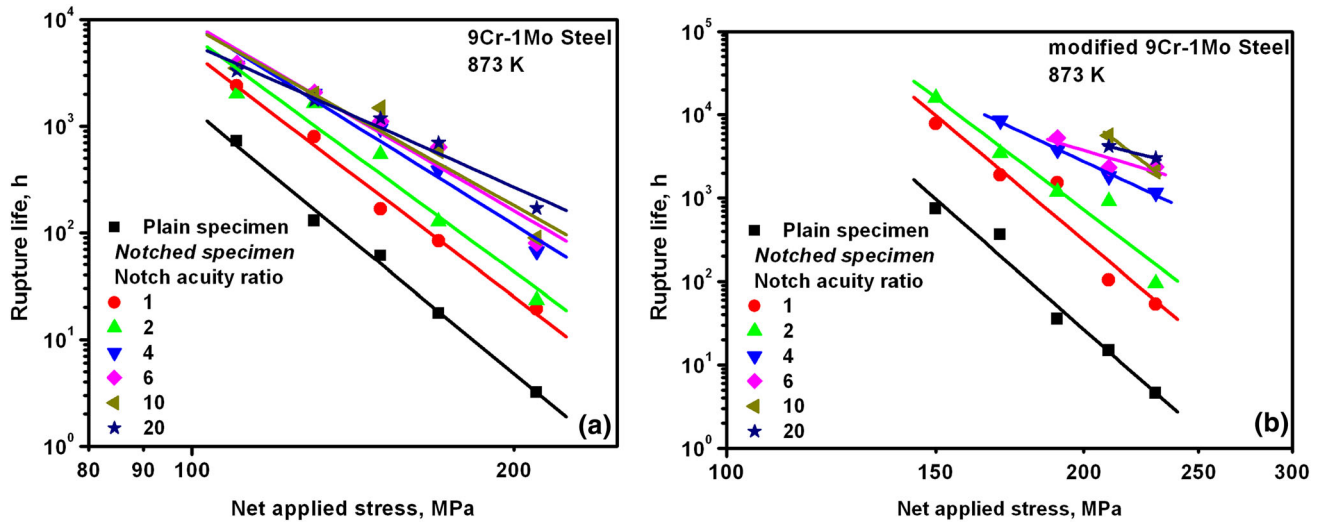 9Cr-1Mo Steel
873 K
Rupture life, h
10^4
10^3
10^2
10^1
10^0
Plain specimen
Notched specimen
Notch acuity ratio
1
2
4
6
10
20
(a)
80 90 100 200
Net applied stress, MPa
modified 9Cr-1Mo Steel
873 K
Rupture life, h
10^5
10^4
10^3
10^2
10^1
10^0
Plain specimen
Notched specimen
Notch acuity ratio
1
2
4
6
10
20
(b)
100 150 200 250 300
Net applied stress, MPa